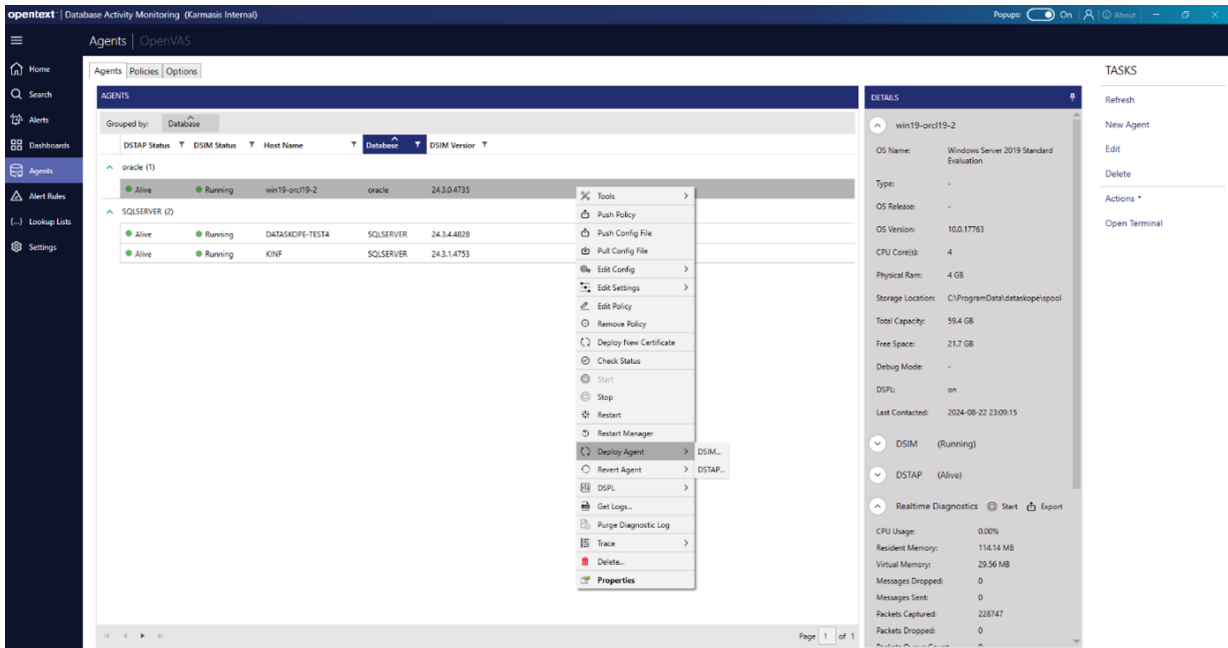 opentext | Database Activity Monitoring (Karmasis Internal)
Popups: On About
Agents | OpenVAS
Home
Search
Alerts
Dashboards
Agents
Alert Rules
Lookup Lists
Settings
Agents Policies Options
AGENTS
Grouped by: Database
DSTAP Status DSIM Status Host Name Database DSIM Version
oracle (1)
Alive Running win19-orcl19-2 oracle 24.3.0.4735
SQLSERVER (2)
Alive Running DATASKOPE-TEST4 SQLSERVER 24.3.4.4828
Alive Running KINF SQLSERVER 24.3.1.4753
Tools
Push Policy
Push Config File
Pull Config File
Edit Config
Edit Settings
Edit Policy
Remove Policy
Deploy New Certificate
Check Status
Start
Stop
Restart
Restart Manager
Deploy Agent
Revert Agent
DSPL
Get Logs...
Purge Diagnostic Log
Trace
Delete...
Properties
DSIM...
DSTAP...
Page 1 of 1
DETAILS
win19-orcl19-2
OS Name: Windows Server 2019 Standard
Evaluation
Type: -
OS Release: -
OS Version: 10.0.17763
CPU Core(s): 4
Physical Ram: 4 GB
Storage Location: C:\ProgramData\dataskope\spool
Total Capacity: 59.4 GB
Free Space: 21.7 GB
Debug Mode: -
DSPL: on
Last Contacted: 2024-08-22 23:09:15
DSIM (Running)
DSTAP (Alive)
Realtime Diagnostics Start Export
CPU Usage: 0.00%
Resident Memory: 114.14 MB
Virtual Memory: 29.56 MB
Messages Dropped: 0
Messages Sent: 0
Packets Captured: 228747
Packets Dropped: 0
TASKS
Refresh
New Agent
Edit
Delete
Actions
Open Terminal